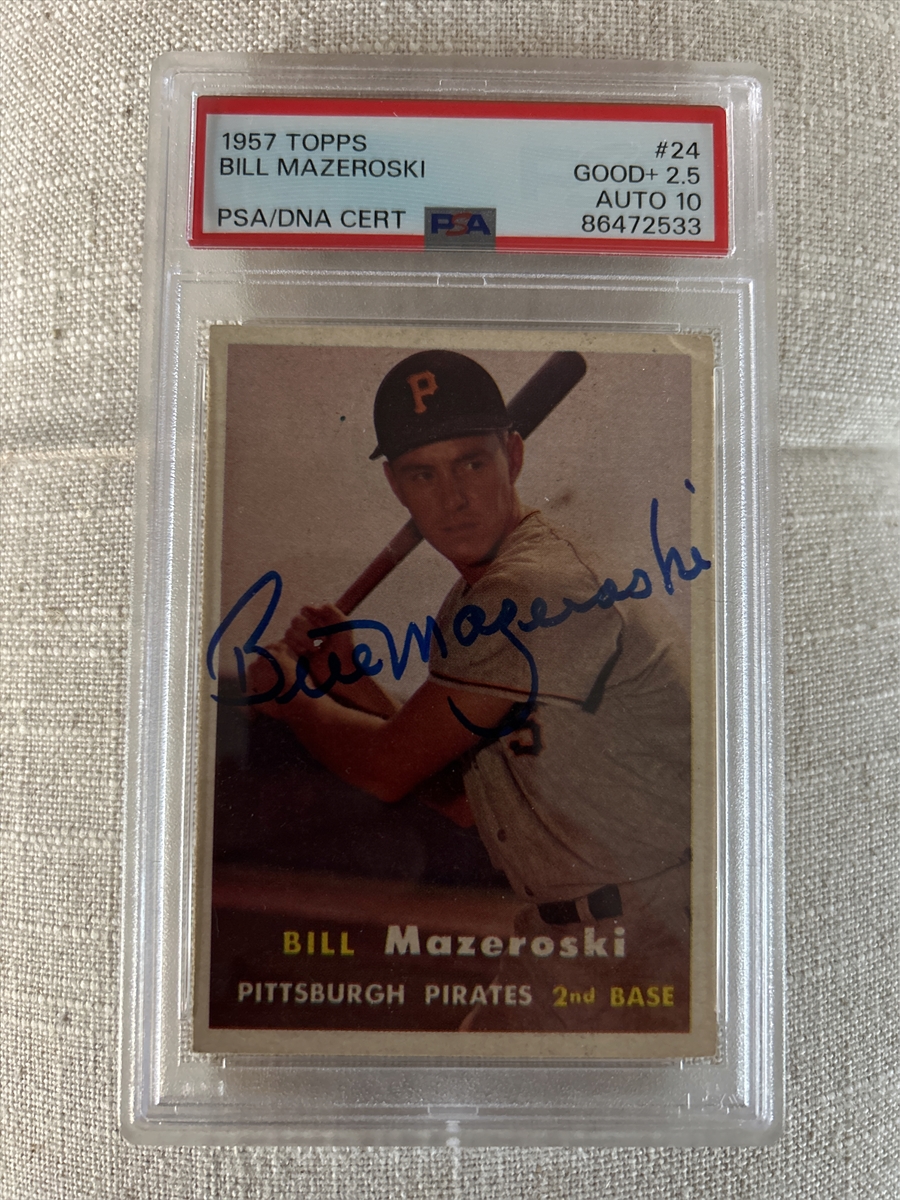 1957 TOPPS #24
BILL MAZEROSKI GOOD+ 2.5
AUTO 10
PSA/DNA CERT PSA 86472533
P
Bill Mazeroski
BILL Mazeroski
PITTSBURGH PIRATES 2nd BASE